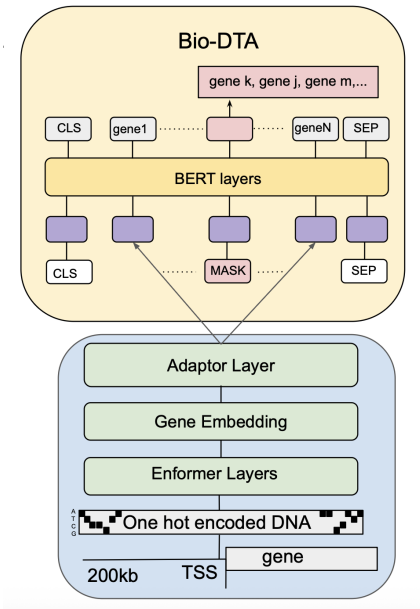 Bio-DTA
gene k, gene j, gene m,...
CLS gene1 geneN SEP
BERT layers
CLS MASK SEP
Adaptor Layer
Gene Embedding
Enformer Layers
A
T
C
G
One hot encoded DNA
gene
200kb TSS